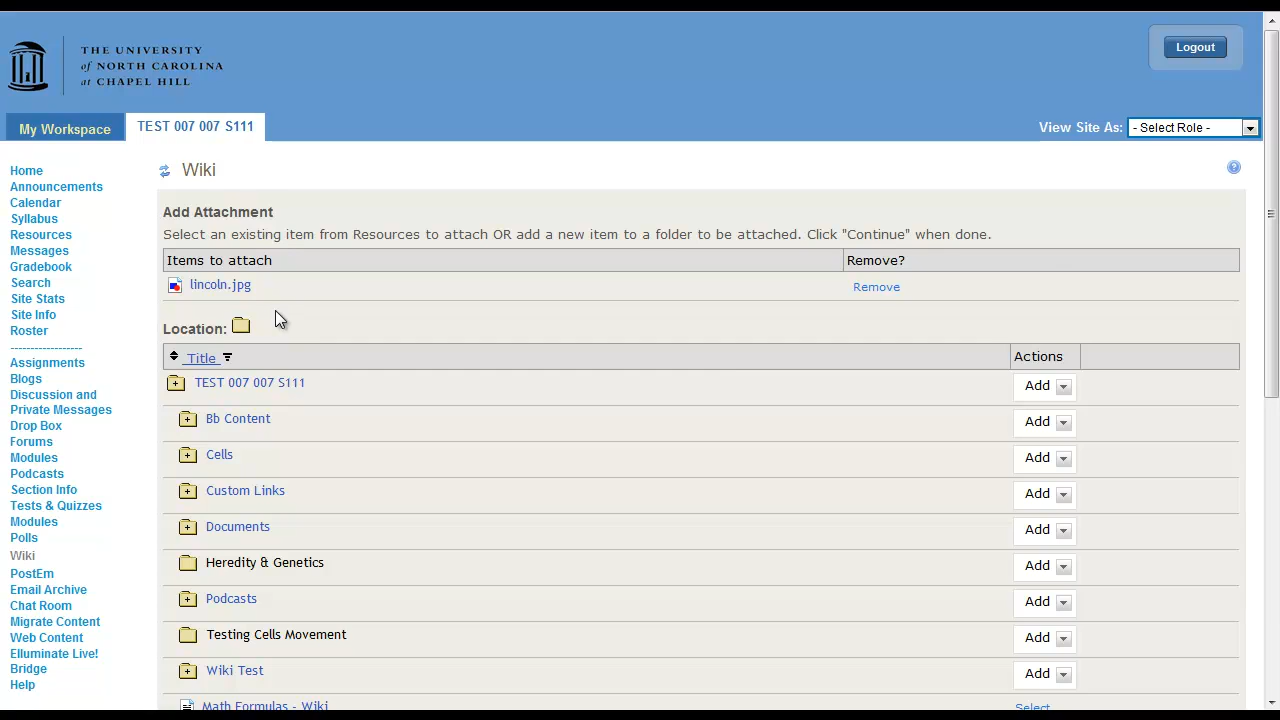 THE UNIVERSITY
of NORTH CAROLINA
at CHAPEL HILL
Logout
My Workspace
TEST 007 007 S111
View Site As:
- Select Role -
Home
Announcements
Calendar
Syllabus
Resources
Messages
Gradebook
Search
Site Stats
Site Info
Roster
------------------
Assignments
Blogs
Discussion and
Private Messages
Drop Box
Forums
Modules
Podcasts
Section Info
Tests & Quizzes
Modules
Polls
Wiki
PostEm
Email Archive
Chat Room
Migrate Content
Web Content
Elluminate Live!
Bridge
Help
Wiki
?
Add Attachment
Select an existing item from Resources to attach OR add a new item to a folder to be attached. Click "Continue" when done.
Items to attach Remove?
lincoln.jpg Remove
Location:
Title Actions
TEST 007 007 S111 Add
Bb Content Add
Cells Add
Custom Links Add
Documents Add
Heredity & Genetics Add
Podcasts Add
Testing Cells Movement Add
Wiki Test Add
Math Formulas - Wiki Select